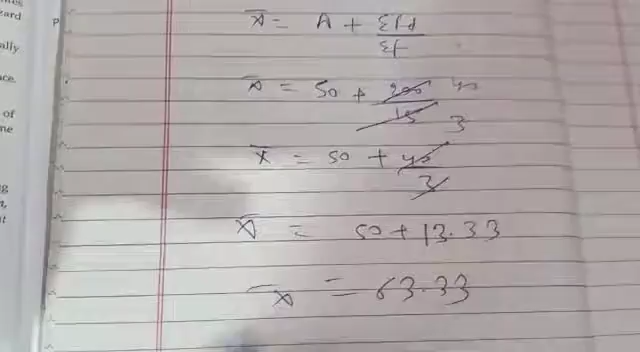 X̄ = A + Σfd / Σf
X̄ = 50 + 200 / 15 40 3
X̄ = 50 + 40 / 3
X̄ = 50 + 13.33
X̄ = 63.33